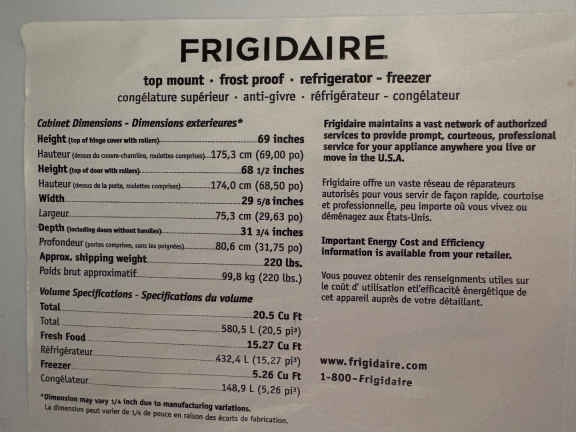 FRIGIDAIRE
top mount · frost proof · refrigerator - freezer
congélature supérieur · anti-givre · réfrigérateur - congélateur
Cabinet Dimensions - Dimensions exterieures*
Height (top of hinge cover with rollers) 69 inches
Hauteur (dessus du couvre-charnière, roulettes comprises) 175,3 cm (69,00 po)
Height (top of door with rollers) 68 1/2 inches
Hauteur (dessus de la porte, roulettes comprises) 174,0 cm (68,50 po)
Width 29 5/8 inches
Largeur 75,3 cm (29,63 po)
Depth (including doors without handles) 31 3/4 inches
Profondeur (portes comprises, sans les poignées) 80,6 cm (31,75 po)
Approx. shipping weight 220 lbs.
Poids brut approximatif 99,8 kg (220 lbs.)
Volume Specifications - Specifications du volume
Total 20.5 Cu Ft
Total 580,5 L (20,5 pi³)
Fresh Food 15.27 Cu Ft
Réfrigérateur 432,4 L (15,27 pi³)
Freezer 5.26 Cu Ft
Congélateur 148,9 L (5,26 pi³)
*Dimension may vary 1/4 inch due to manufacturing variations.
La dimension peut varier de 1/4 de pouce en raison des écarts de fabrication.
Frigidaire maintains a vast network of authorized
services to provide prompt, courteous, professional
service for your appliance anywhere you live or
move in the U.S.A.
Frigidaire offre un vaste réseau de réparateurs
autorisés pour vous servir de façon rapide, courtoise
et professionnelle, peu importe où vous vivez ou
déménagez aux États-Unis.
Important Energy Cost and Efficiency
information is available from your retailer.
Vous pouvez obtenir des renseignments utiles sur
le coût d' utilisation etl'efficacité énergétique de
cet appareil auprès de votre détaillant.
www.frigidaire.com
1-800-Frigidaire